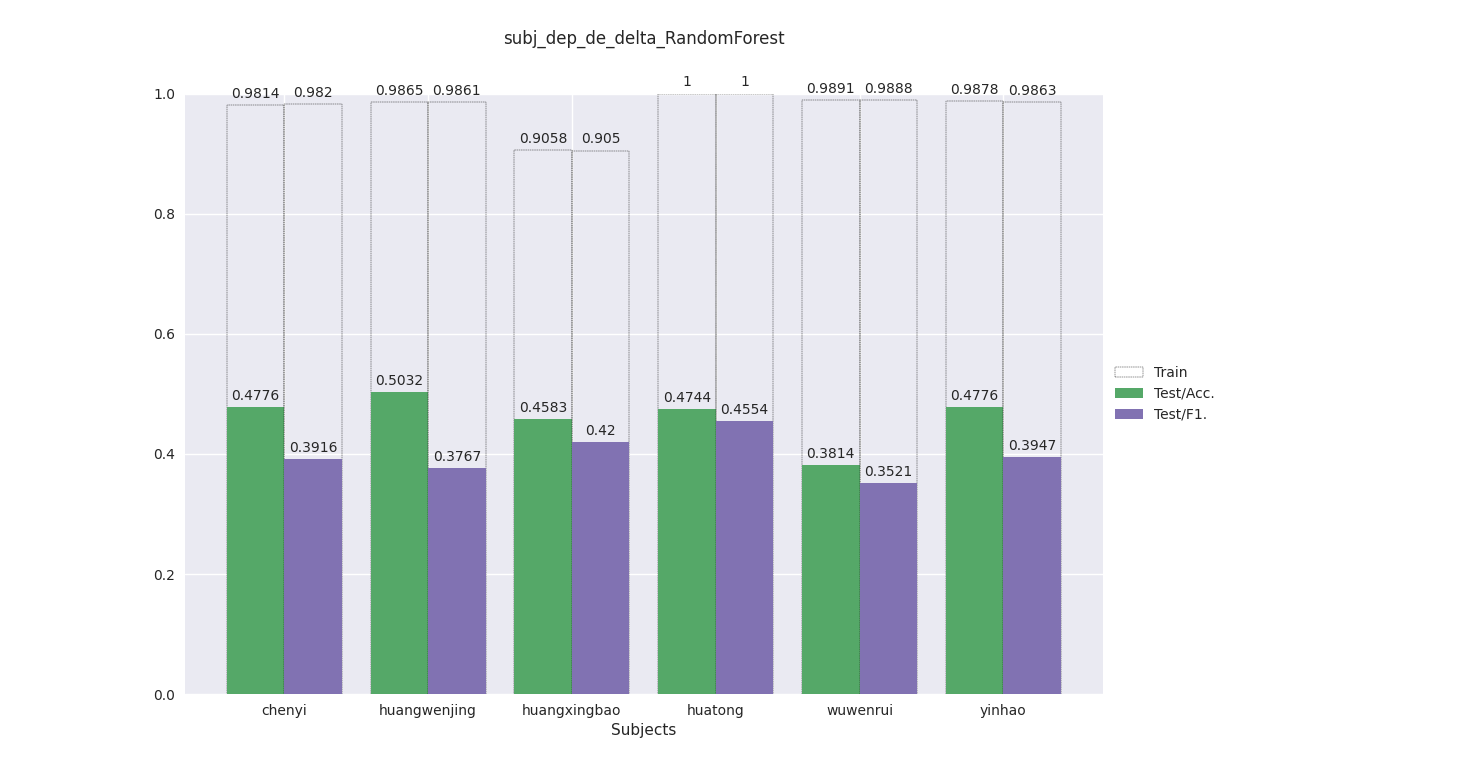 subj_dep_de_delta_RandomForest
1 1
0.9814 0.982 0.9865 0.9861 0.9891 0.9888 0.9878 0.9863
1.0
0.9058 0.905
0.8
0.6
0.4776 0.5032 0.4583 0.4744 0.4554 0.4776
0.3916 0.3767 0.42 0.3814 0.3521 0.3947
0.4
0.2
0.0
Train
Test/Acc.
Test/F1.
chenyi huangwenjing huangxingbao huatong wuwenrui yinhao
Subjects